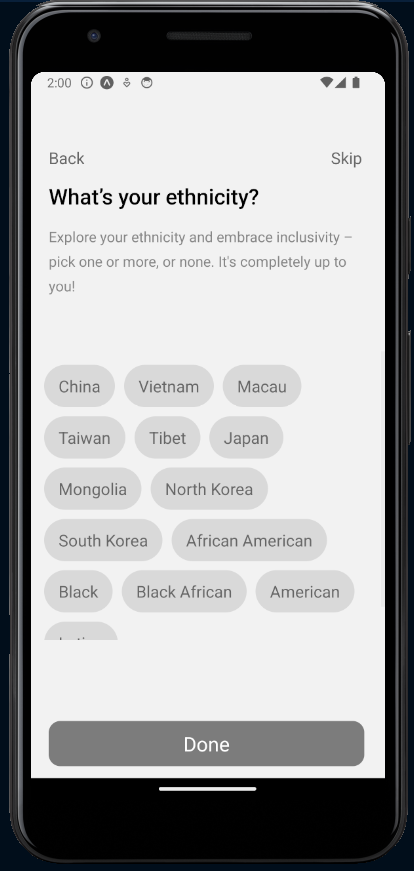 2:00
Back Skip
What's your ethnicity?
Explore your ethnicity and embrace inclusivity –
pick one or more, or none. It's completely up to
you!
China Vietnam Macau
Taiwan Tibet Japan
Mongolia North Korea
South Korea African American
Black Black African American
Done